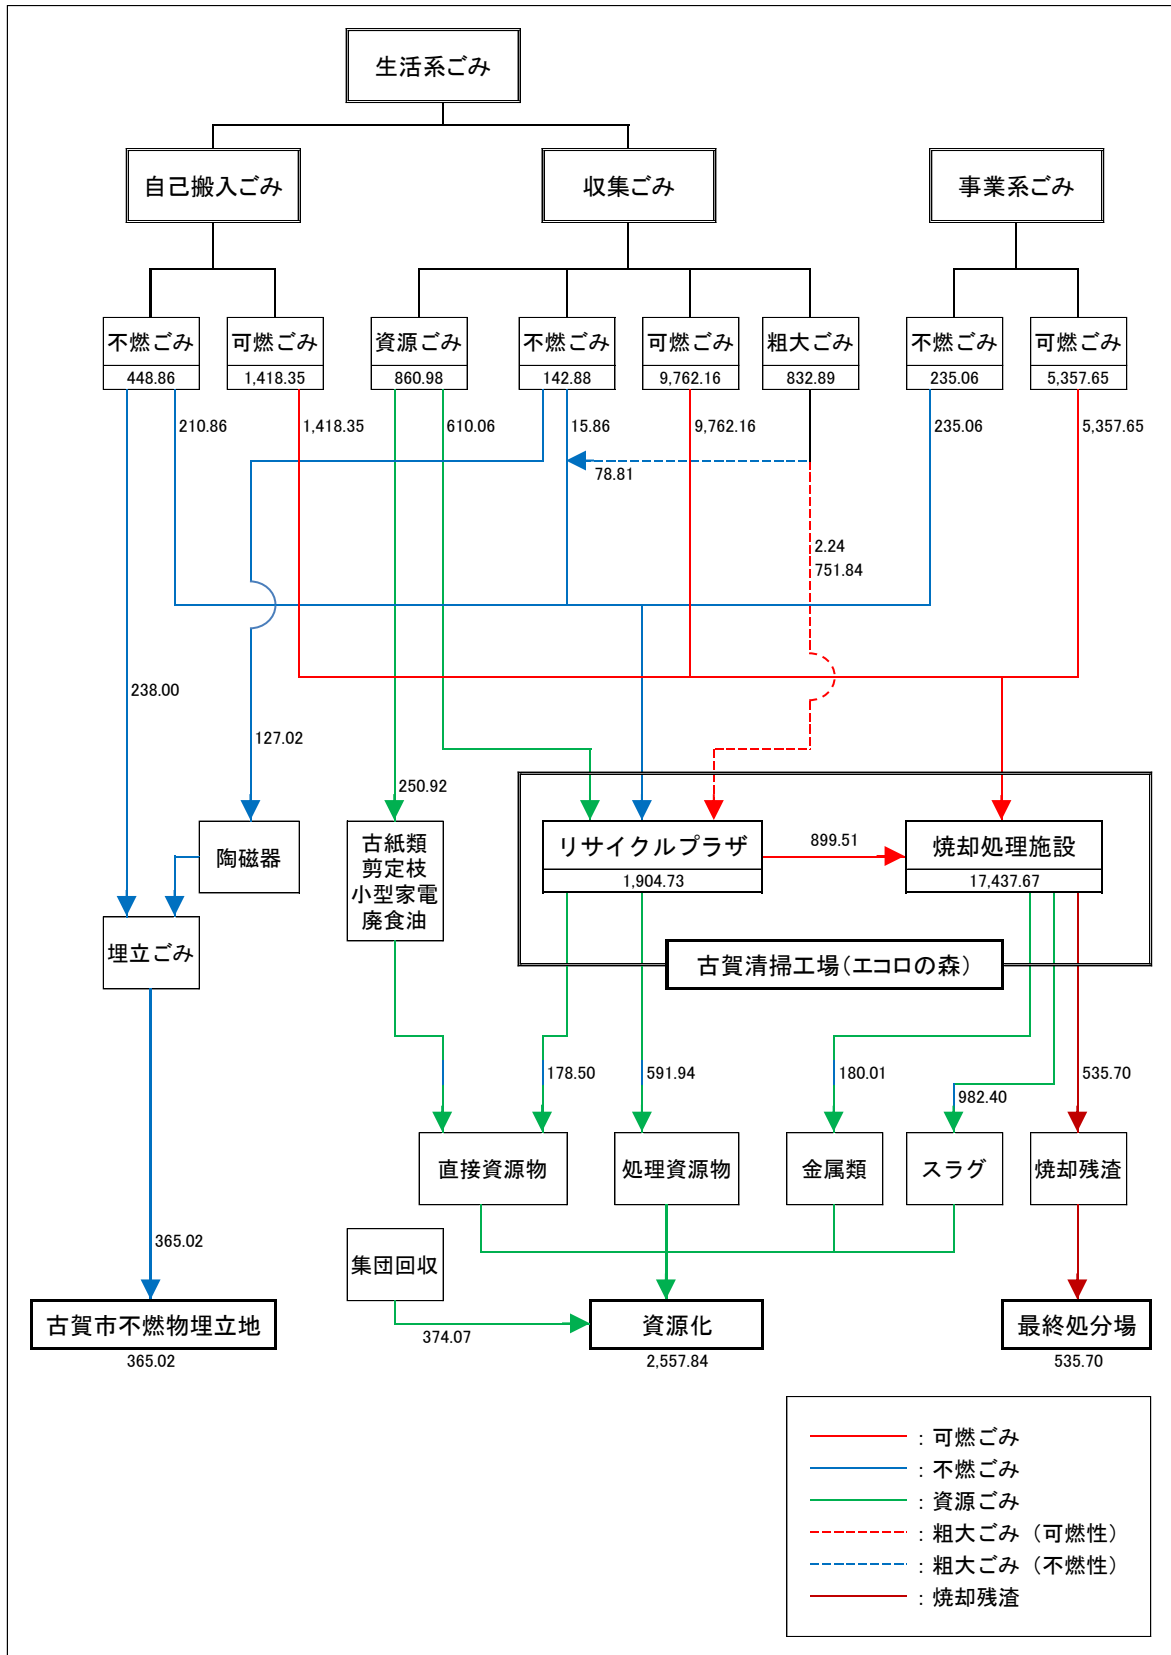 生活系ごみ
自己搬入ごみ
収集ごみ
事業系ごみ
不燃ごみ
448.86
可燃ごみ
1,418.35
資源ごみ
860.98
不燃ごみ
142.88
可燃ごみ
9,762.16
粗大ごみ
832.89
不燃ごみ
235.06
可燃ごみ
5,357.65
210.86
1,418.35
610.06
15.86
9,762.16
235.06
5,357.65
78.81
2.24
751.84
238.00
127.02
250.92
陶磁器
古紙類
剪定枝
小型家電
廃食油
リサイクルプラザ
1,904.73
899.51
焼却処理施設
17,437.67
埋立ごみ
古賀清掃工場（エコロの森）
178.50
591.94
180.01
982.40
535.70
直接資源物
処理資源物
金属類
スラグ
焼却残渣
365.02
集団回収
374.07
古賀市不燃物埋立地
365.02
資源化
2,557.84
最終処分場
535.70
：可燃ごみ
：不燃ごみ
：資源ごみ
：粗大ごみ（可燃性）
：粗大ごみ（不燃性）
：焼却残渣